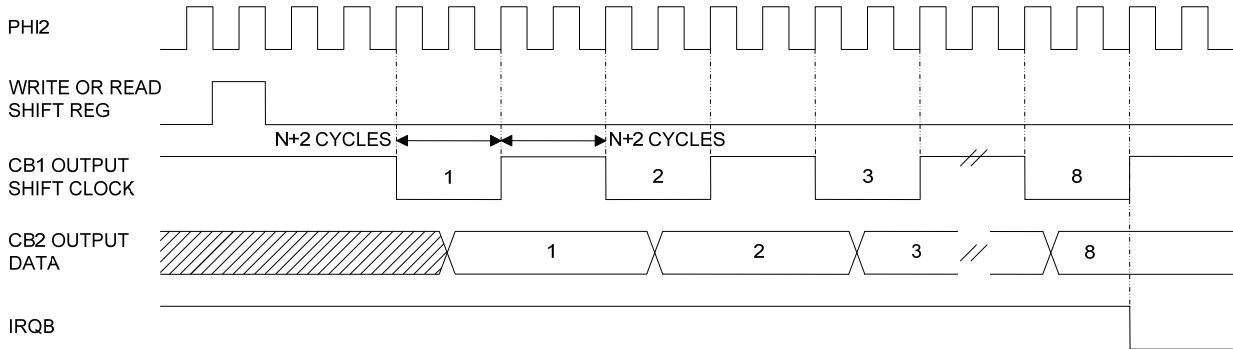 PHI2
WRITE OR READ
SHIFT REG
N+2 CYCLES
N+2 CYCLES
CB1 OUTPUT
SHIFT CLOCK
1
2
3
8
CB2 OUTPUT
DATA
1
2
3
8
IRQB